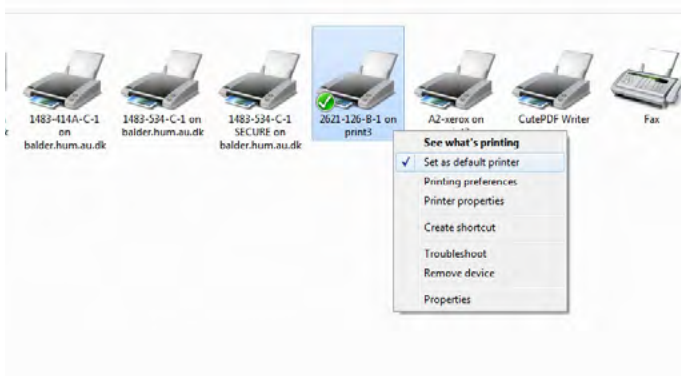 1483-414A-C-1
on
balder.hum.au.dk
1483-534-C-1 on
balder.hum.au.dk
1483-534-C-1
SECURE on
balder.hum.au.dk
2621-126-B-1 on
print3
A2-xerox on
CutePDF Writer
Fax
See what's printing
Set as default printer
Printing preferences
Printer properties
Create shortcut
Troubleshoot
Remove device
Properties